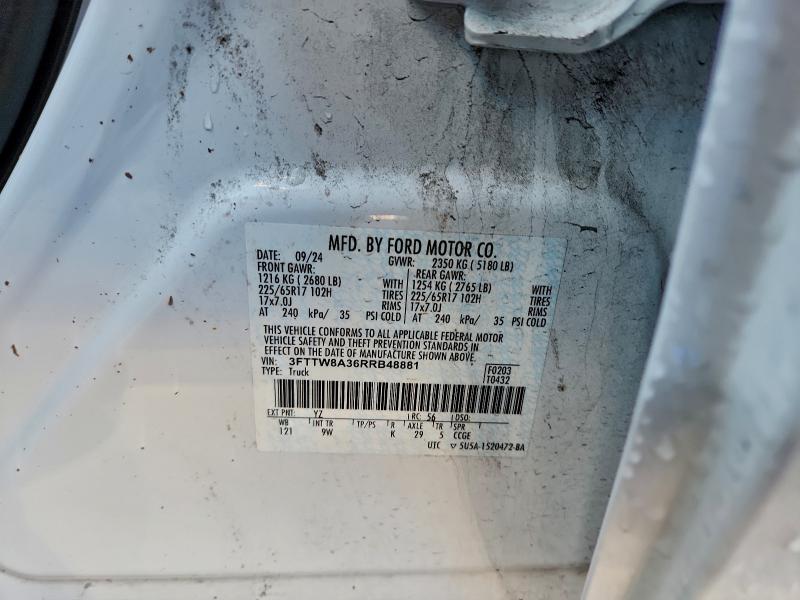 MFD. BY FORD MOTOR CO.
DATE: 09/24 GVWR: 2350 KG ( 5180 LB)
FRONT GAWR: REAR GAWR:
1216 KG ( 2680 LB) WITH 1254 KG ( 2765 LB) WITH
225/65R17 102H TIRES 225/65R17 102H TIRES
17x7.0J RIMS 17x7.0J RIMS
AT 240 kPa/ 35 PSI COLD AT 240 kPa/ 35 PSI COLD
THIS VEHICLE CONFORMS TO ALL APPLICABLE FEDERAL MOTOR
VEHICLE SAFETY AND THEFT PREVENTION STANDARDS IN
EFFECT ON THE DATE OF MANUFACTURE SHOWN ABOVE.
VIN: 3FTTW8A36RRB48881 F0203
TYPE: Truck T0432
EXT PNT: YZ RC: 56 DSO:
WB INT TR TP/PS R AXLE TR SPR
121 9W K 29 5 CCGE
UTC ▽ 5U5A-1520472-BA